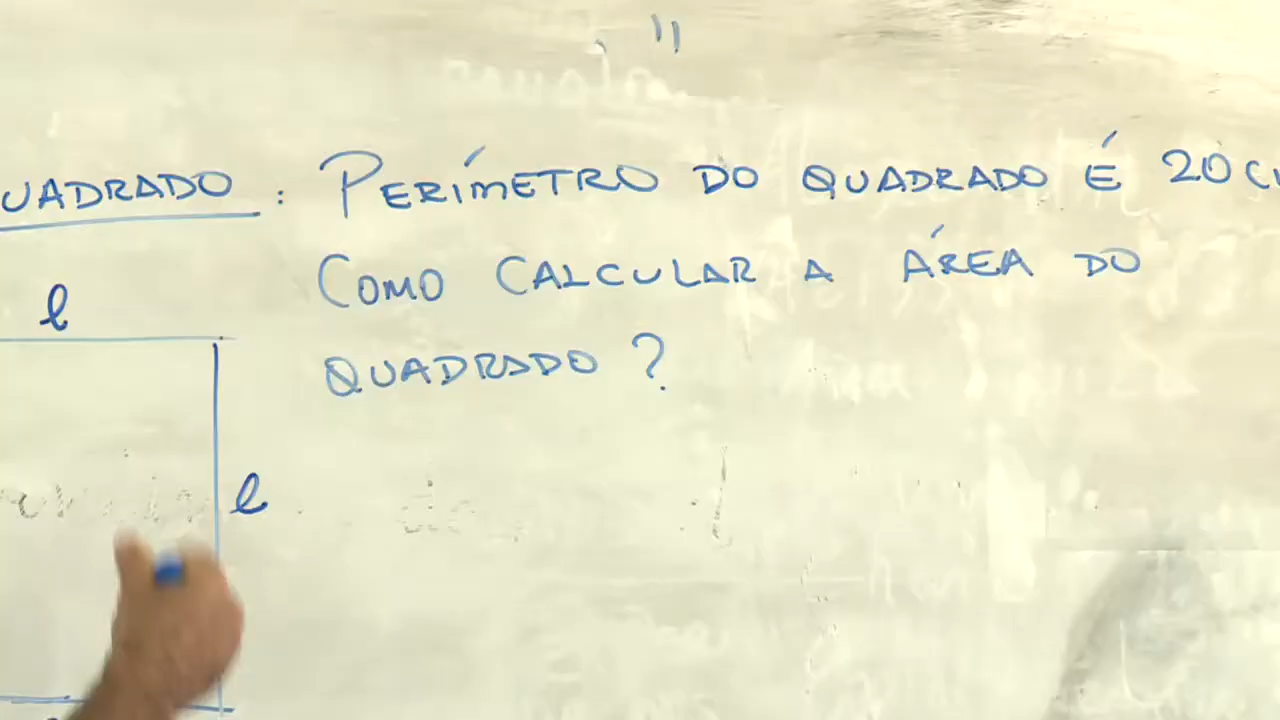 UADRADO : PERÍMETRO DO QUADRADO É 20 C
COMO CALCULAR A ÁREA DO
QUADRADO ?
l
l